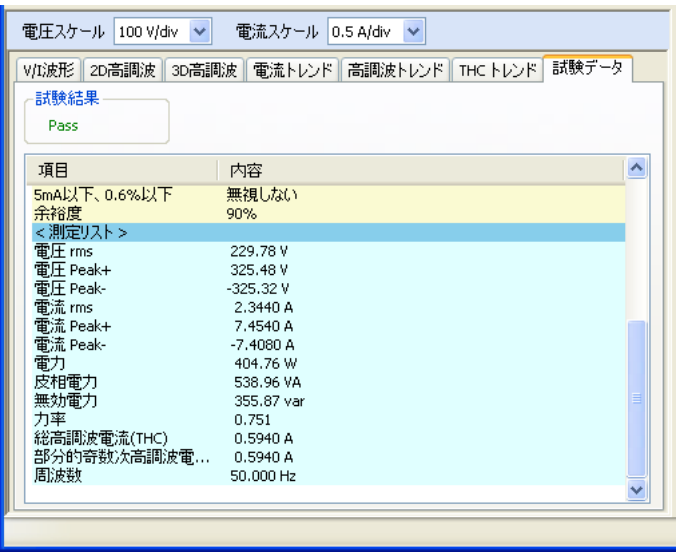 電圧スケール 100 V/div 電流スケール 0.5 A/div
V/I波形 2D高調波 3D高調波 電流トレンド 高調波トレンド THCトレンド 試験データ
試験結果
Pass
項目 内容
5mA以下、0.6%以下 無視しない
余裕度 90%
<測定リスト>
電圧 rms 229.78 V
電圧 Peak+ 325.48 V
電圧 Peak- -325.32 V
電流 rms 2.3440 A
電流 Peak+ 7.4540 A
電流 Peak- -7.4080 A
電力 404.76 W
皮相電力 538.96 VA
無効電力 355.87 var
力率 0.751
総高調波電流(THC) 0.5940 A
部分的奇数次高調波電... 0.5940 A
周波数 50.000 Hz